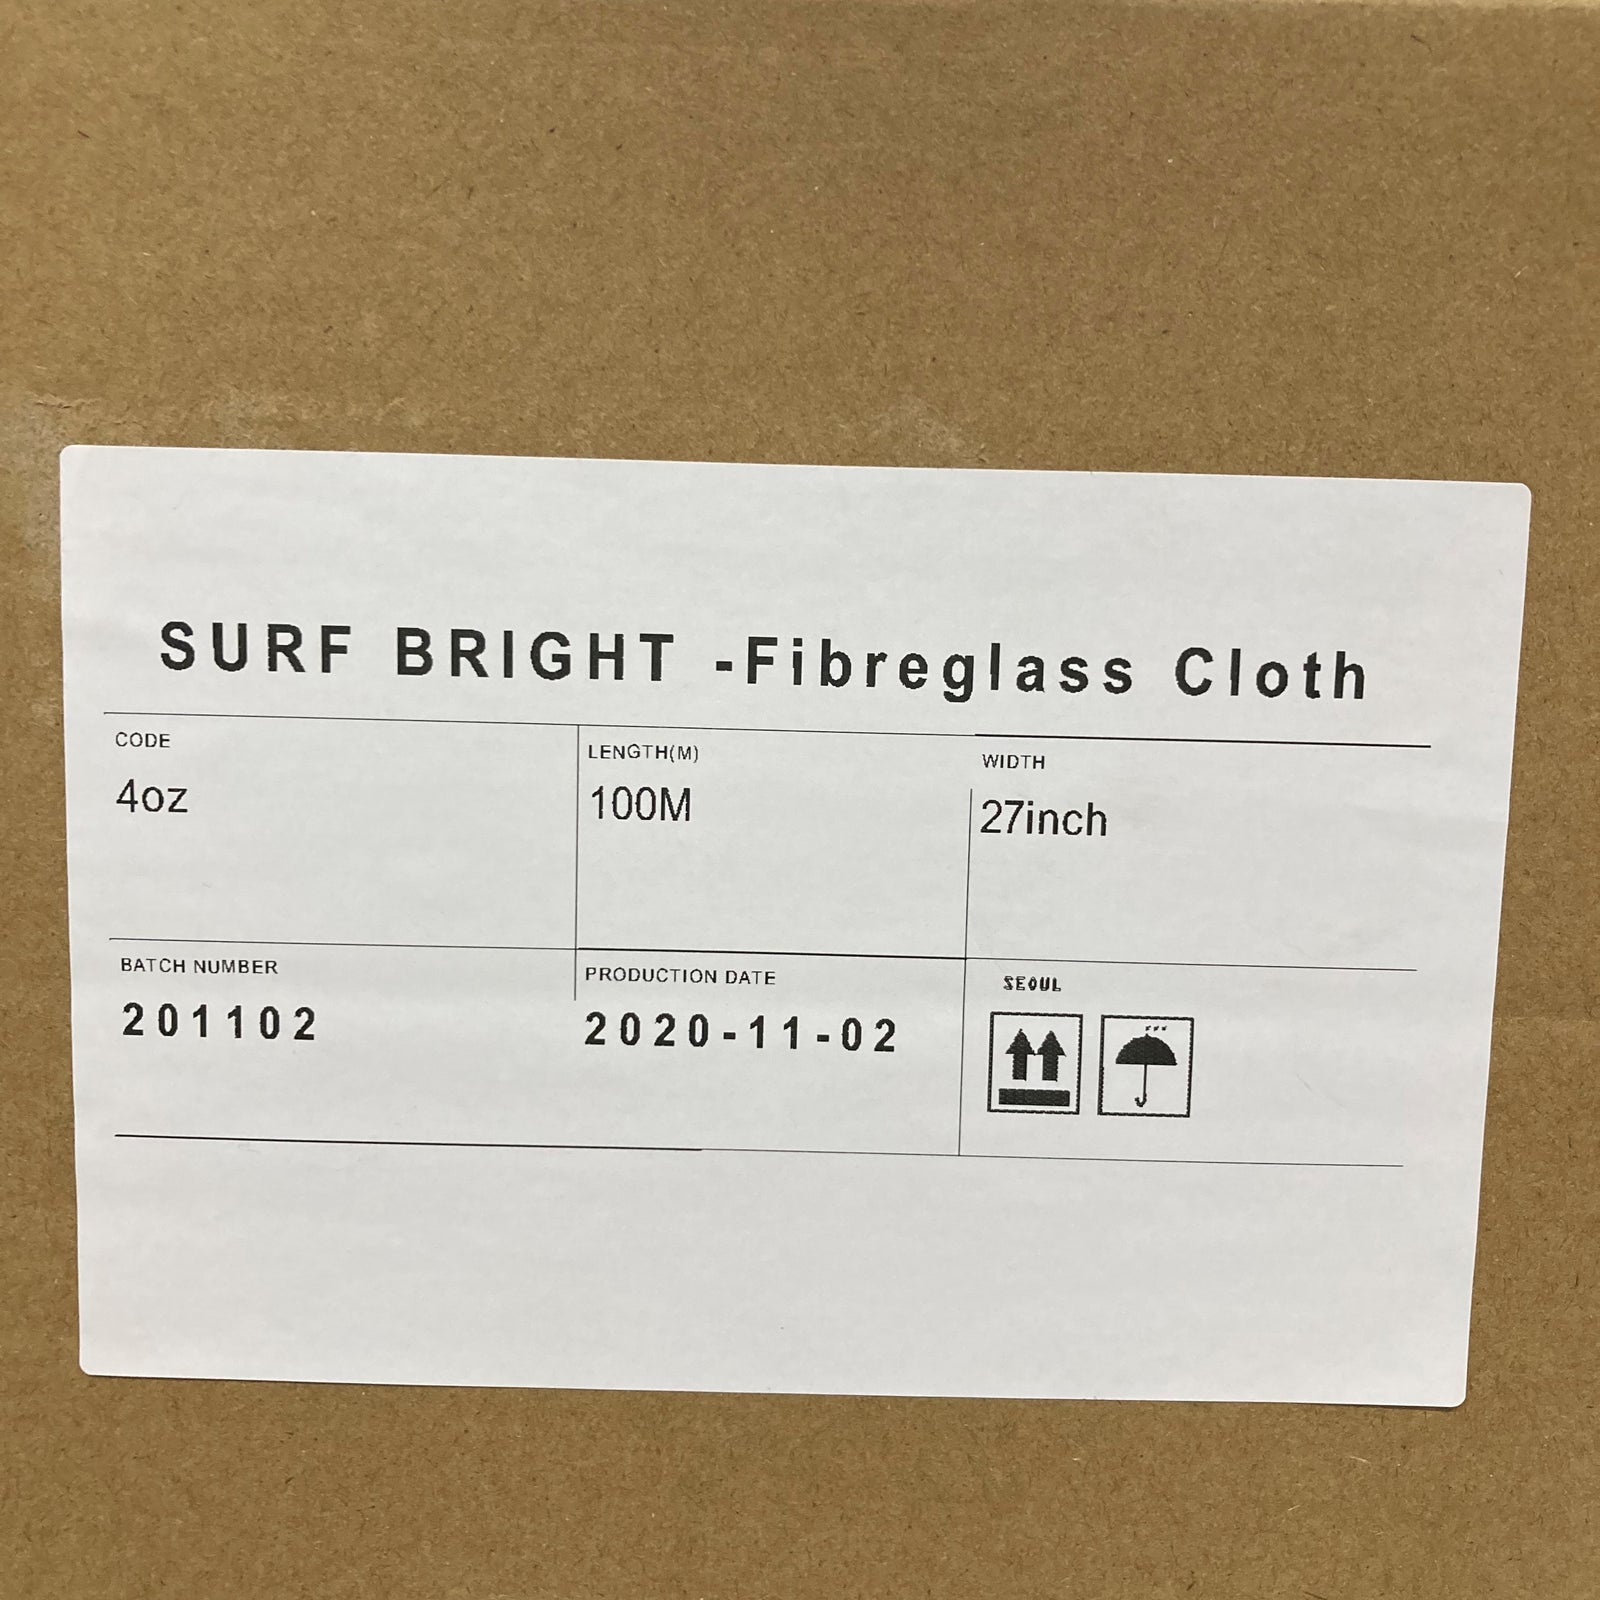 SURF BRIGHT -Fibreglass Cloth
CODE
4oz
LENGTH(M)
100M
WIDTH
27inch
BATCH NUMBER
201102
PRODUCTION DATE
2020-11-02
SEOUL